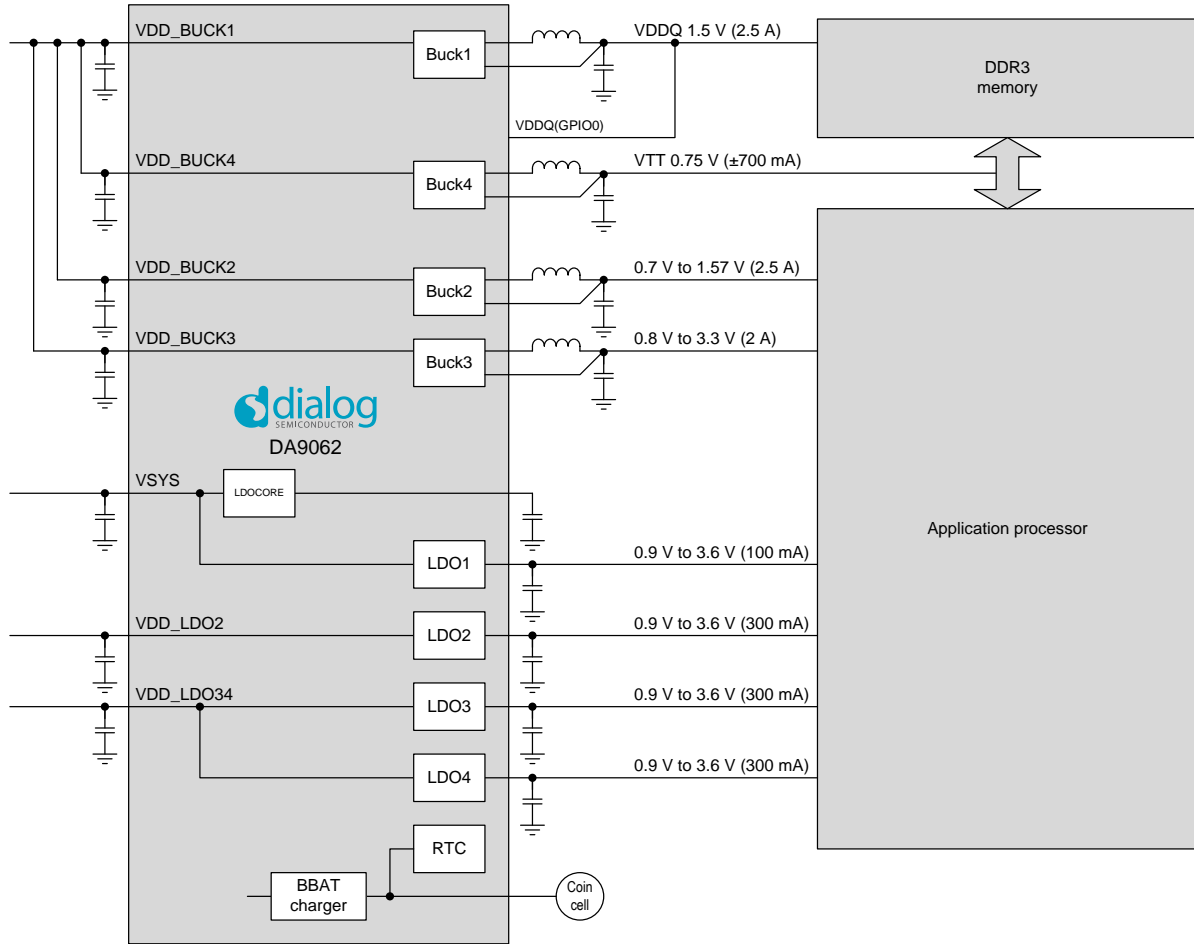 VDD_BUCK1
Buck1
VDDQ 1.5 V (2.5 A)
DDR3
memory
VDDQ(GPIO0)
VDD_BUCK4
Buck4
VTT 0.75 V (±700 mA)
VDD_BUCK2
Buck2
0.7 V to 1.57 V (2.5 A)
VDD_BUCK3
Buck3
0.8 V to 3.3 V (2 A)
dialog
SEMICONDUCTOR
DA9062
VSYS
LDOCORE
Application processor
LDO1
0.9 V to 3.6 V (100 mA)
VDD_LDO2
LDO2
0.9 V to 3.6 V (300 mA)
VDD_LDO34
LDO3
0.9 V to 3.6 V (300 mA)
LDO4
0.9 V to 3.6 V (300 mA)
RTC
BBAT
charger
Coin
cell